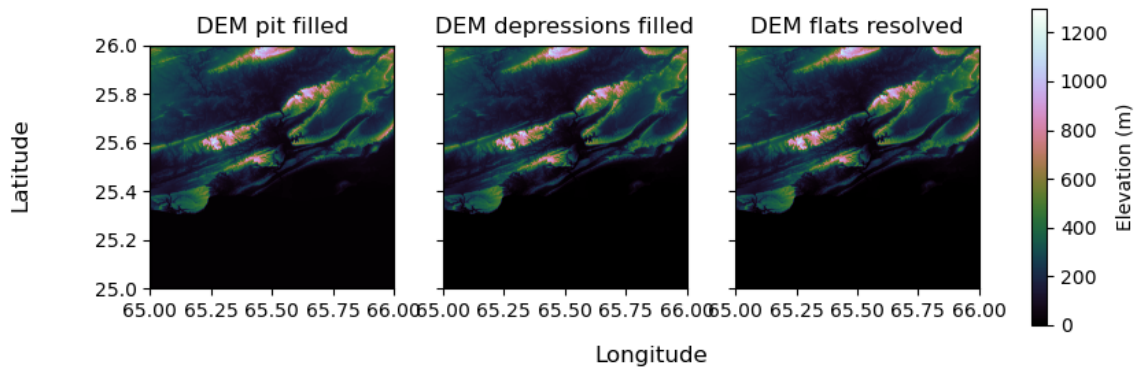 DEM pit filled
DEM depressions filled
DEM flats resolved
Latitude
26.0
25.8
25.6
25.4
25.2
25.0
65.00 65.25 65.50 65.75 66.00
65.00 65.25 65.50 65.75 66.00
65.00 65.25 65.50 65.75 66.00
Longitude
1200
1000
800
600
400
200
0
Elevation (m)